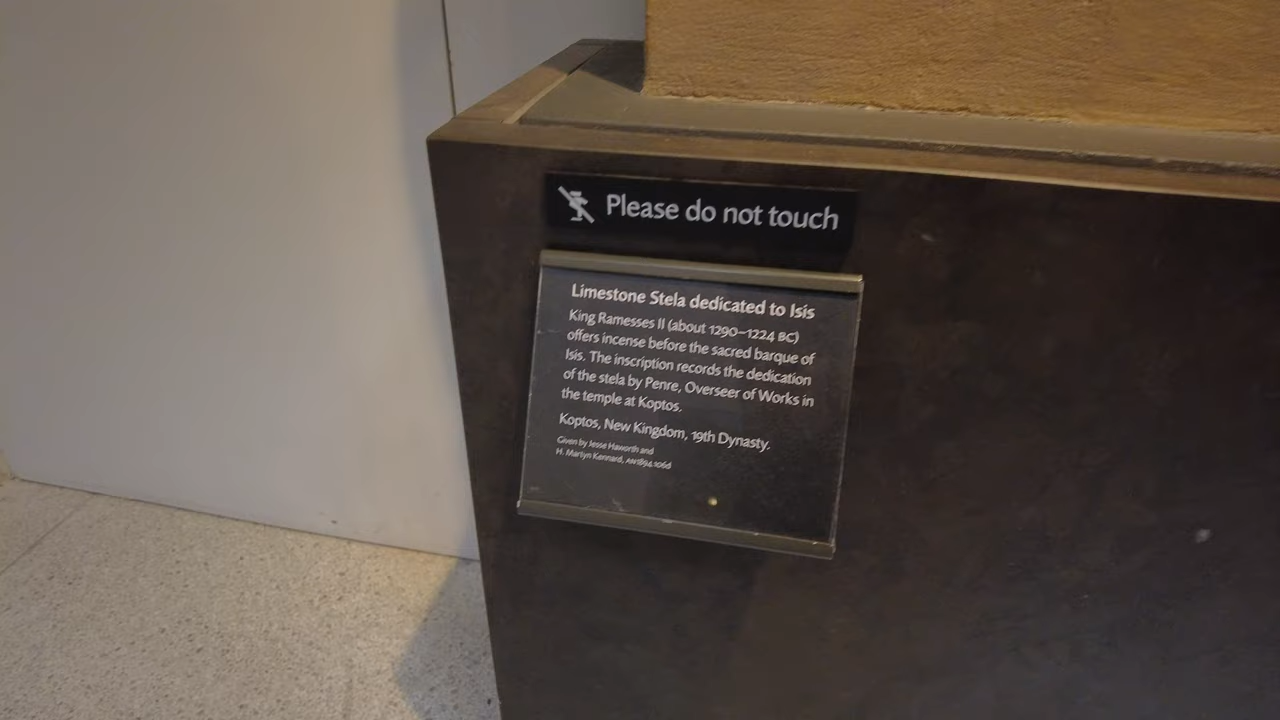 Please do not touch
Limestone Stela dedicated to Isis
King Ramesses II (about 1290–1224 BC)
offers incense before the sacred barque of
Isis. The inscription records the dedication
of the stela by Penre, Overseer of Works in
the temple at Koptos.
Koptos, New Kingdom, 19th Dynasty.
Given by Jesse Haworth and
H. Martyn Kennard, AN1894.106d